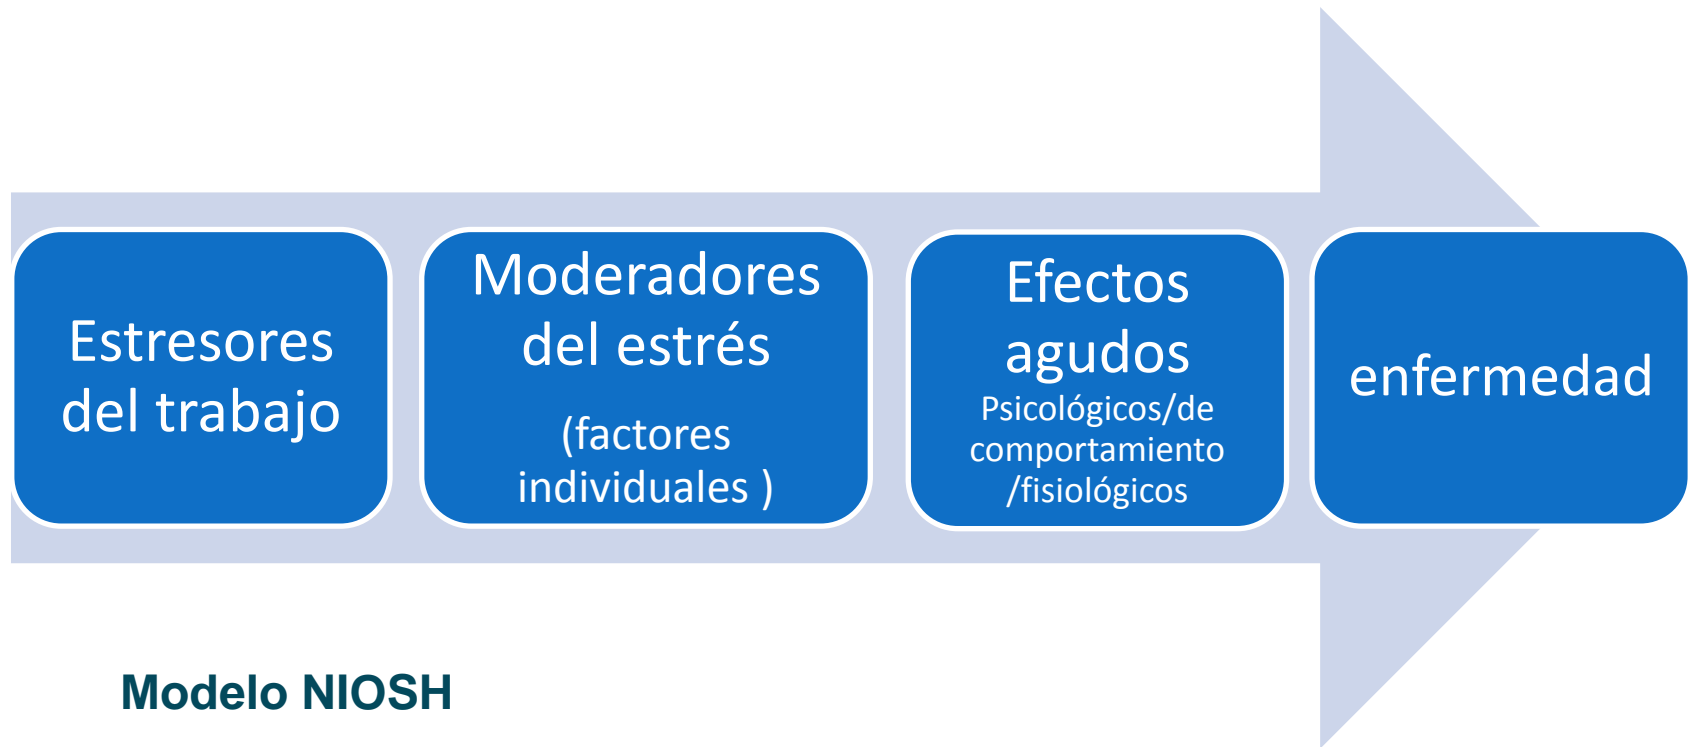 Estresores
del trabajo
Moderadores
del estrés
(factores
individuales )
Efectos
agudos
Psicológicos/de
comportamiento
/fisiológicos
enfermedad
Modelo NIOSH